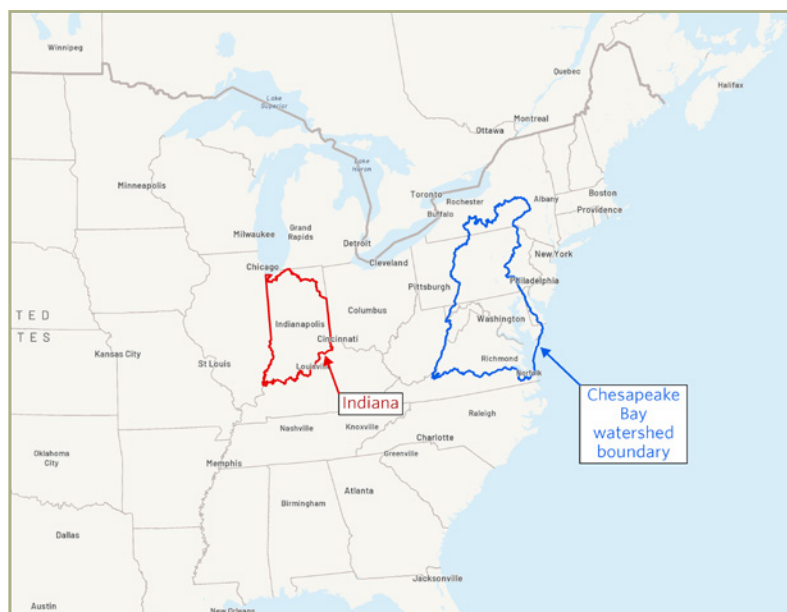 Winnipeg
Lake
Superior
Quebec
Halifax
Montreal
Ottawa
Lake
Huron
Minneapolis
Toronto
Rochester
Albany
Boston
Buffalo
Providence
Grand
Rapids
Milwaukee
Detroit
New York
Chicago
Cleveland
Philadelphia
Pittsburgh
Columbus
TED
TES
Indianapolis
Washington
Cincinnati
Kansas City
St Louis
Richmond
Louisville
Norfolk
Indiana
Chesapeake
Bay
watershed
boundary
Raleigh
Nashville
Knoxville
Charlotte
Greenville
Oklahoma
City
Memphis
Birmingham
Atlanta
Dallas
Jacksonville
Austin
New Orleans